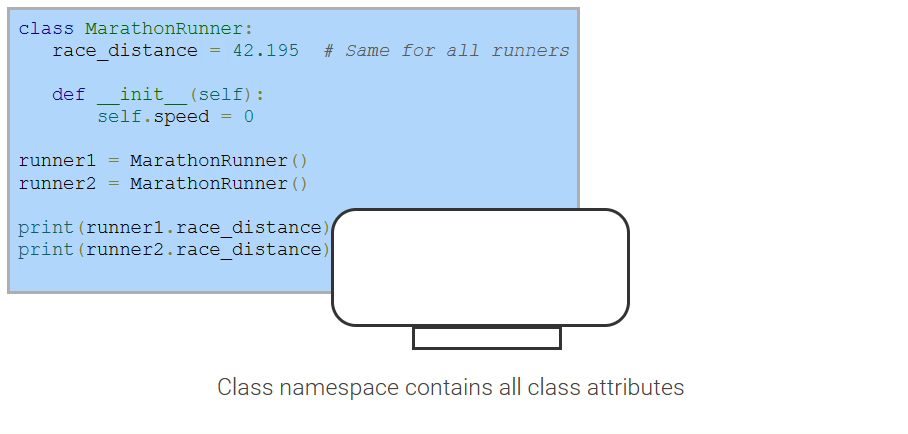 class MarathonRunner:
race_distance = 42.195  # Same for all runners
def __init__(self):
self.speed = 0
runner1 = MarathonRunner()
runner2 = MarathonRunner()
print(runner1.race_distance)
print(runner2.race_distance)
Class namespace contains all class attributes